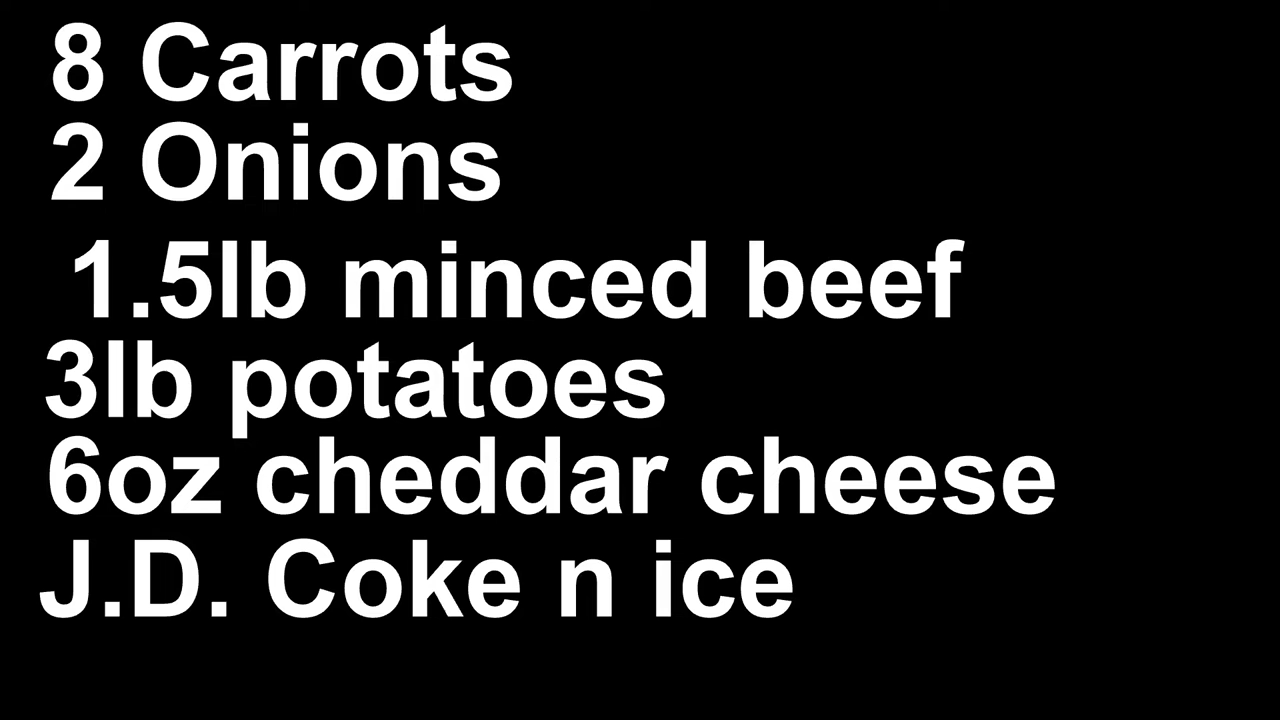 8 Carrots
2 Onions
1.5lb minced beef
3lb potatoes
6oz cheddar cheese
J.D. Coke n ice